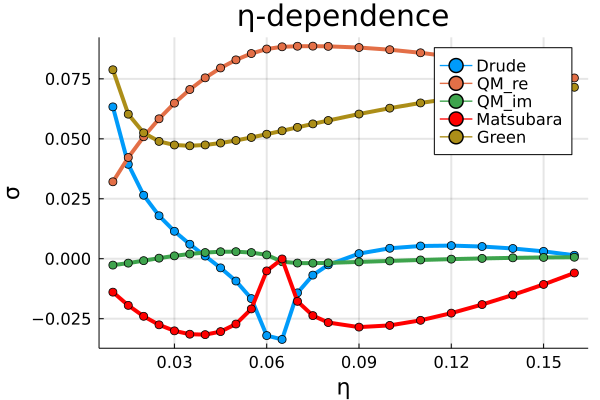 η-dependence
σ
0.075
0.050
0.025
0.000
−0.025
0.03
0.06
0.09
0.12
0.15
η
Drude
QM_re
QM_im
Matsubara
Green